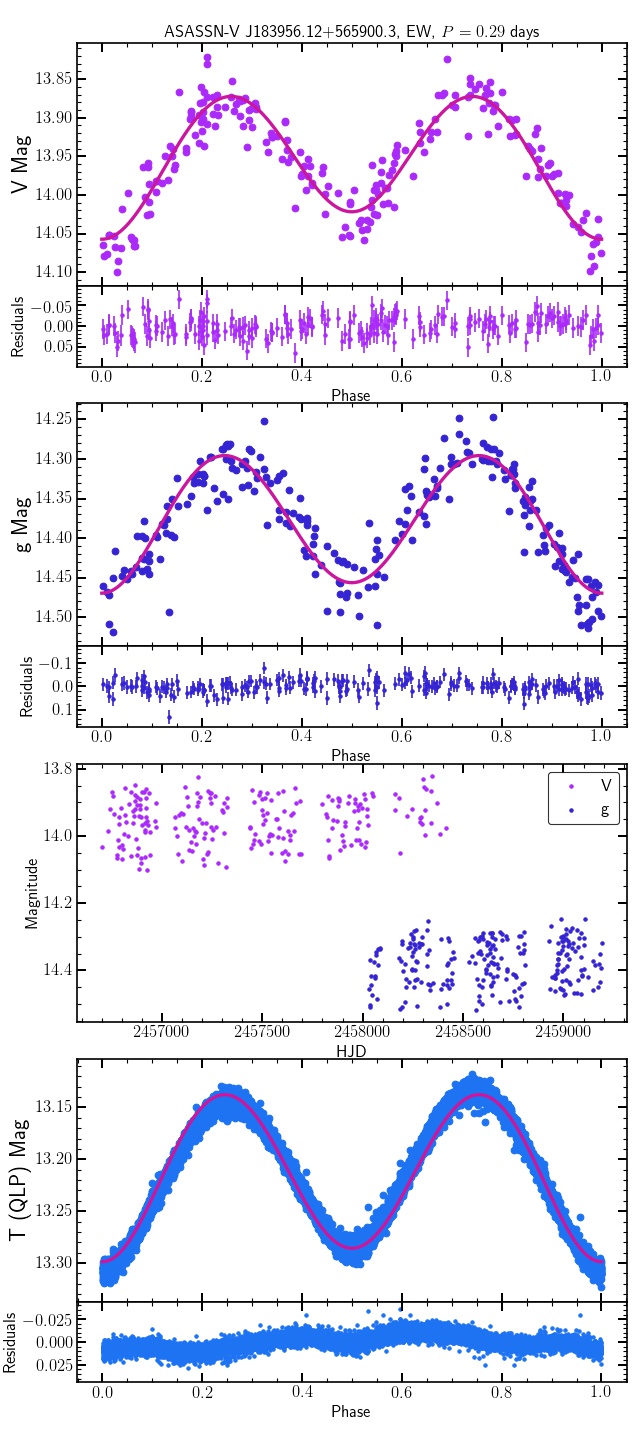 ASASSN-V J183956.12+565900.3, EW, P = 0.29 days
V Mag
13.85
13.90
13.95
14.00
14.05
14.10
Residuals
−0.05
0.00
0.05
0.0 0.2 0.4 0.6 0.8 1.0
Phase
g Mag
14.25
14.30
14.35
14.40
14.45
14.50
Residuals
−0.1
0.0
0.1
0.0 0.2 0.4 0.6 0.8 1.0
Phase
Magnitude
13.8
14.0
14.2
14.4
V
g
2457000 2457500 2458000 2458500 2459000
HJD
T (QLP) Mag
13.15
13.20
13.25
13.30
Residuals
−0.025
0.000
0.025
0.0 0.2 0.4 0.6 0.8 1.0
Phase